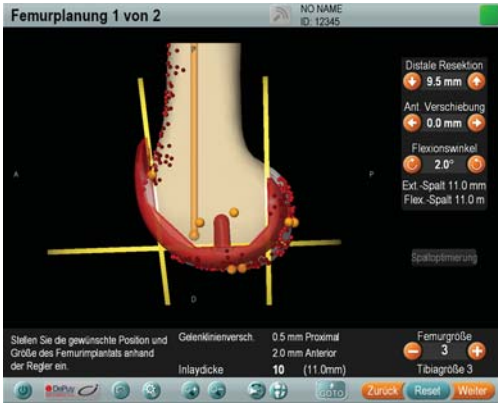 Femurplanung 1 von 2
NO NAME
ID: 12345
Distale Resektion
9.5 mm
Ant. Verschiebung
0.0 mm
Flexionswinkel
2.0°
Ext.-Spalt 11.0 mm
Flex.-Spalt 11.0 m
Spaltoptimierung
A
P
D
Stellen Sie die gewünschte Position und
Größe des Femurimplantats anhand
der Regler ein.
Gelenklinienversch.
0.5 mm Proximal
2.0 mm Anterior
Inlaydicke
10 (11.0mm)
Femurgröße
3
Tibiagröße 3
DePuy
GOTO
Zurück
Reset
Weiter